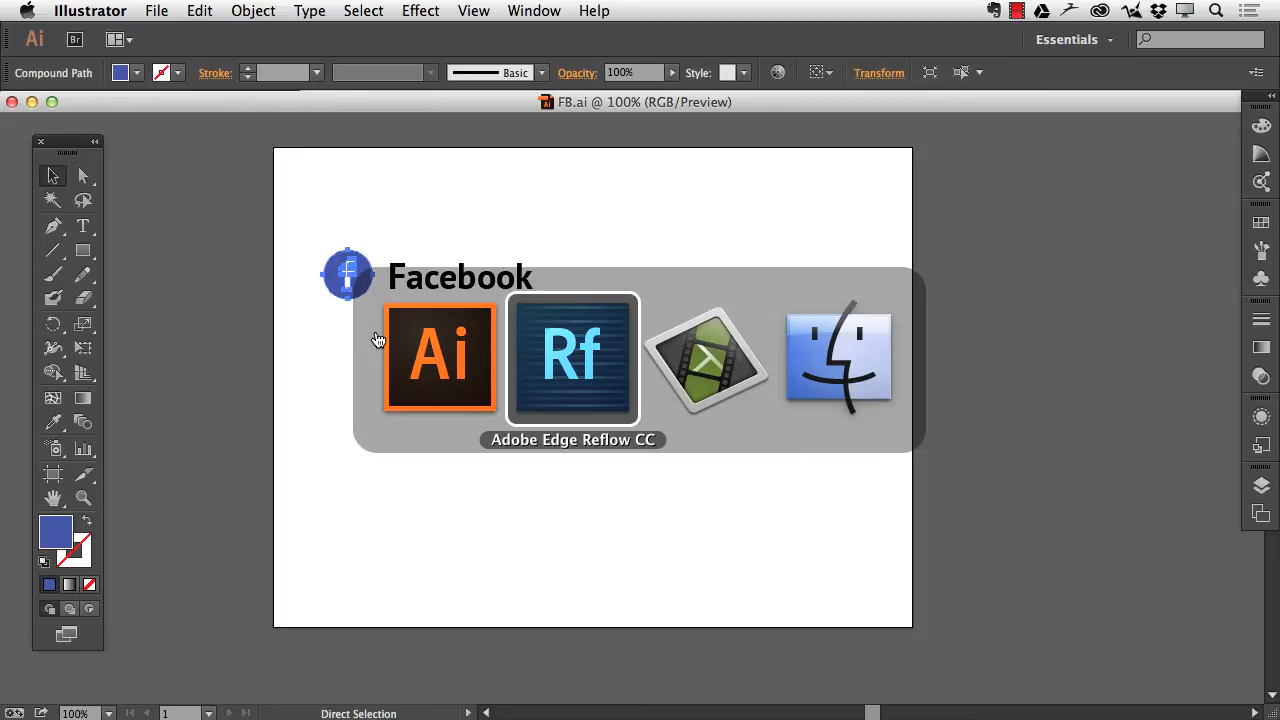 Illustrator File Edit Object Type Select Effect View Window Help
Ai Br Essentials
Compound Path Stroke: Basic Opacity: 100% Style: Transform
FB.ai @ 100% (RGB/Preview)
T
f Facebook
Ai Rf
Adobe Edge Reflow CC
100% 1 Direct Selection